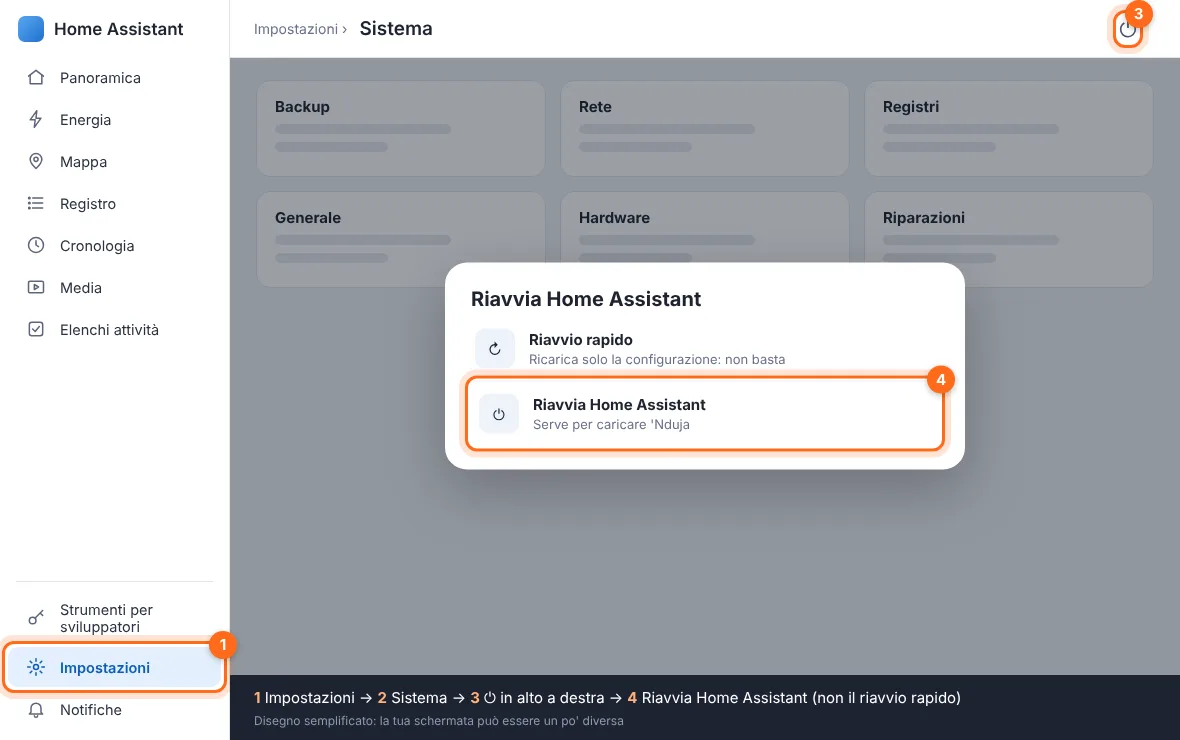 Home Assistant
Impostazioni › Sistema
3
Panoramica
Energia
Mappa
Registro
Cronologia
Media
Elenchi attività
Backup
Rete
Registri
Generale
Hardware
Riparazioni
Riavvia Home Assistant
Riavvio rapido
Ricarica solo la configurazione: non basta
4
Riavvia Home Assistant
Serve per caricare 'Nduja
Strumenti per
sviluppatori
1
Impostazioni
Notifiche
1 Impostazioni → 2 Sistema → 3 ⏻ in alto a destra → 4 Riavvia Home Assistant (non il riavvio rapido)
Disegno semplificato: la tua schermata può essere un po' diversa